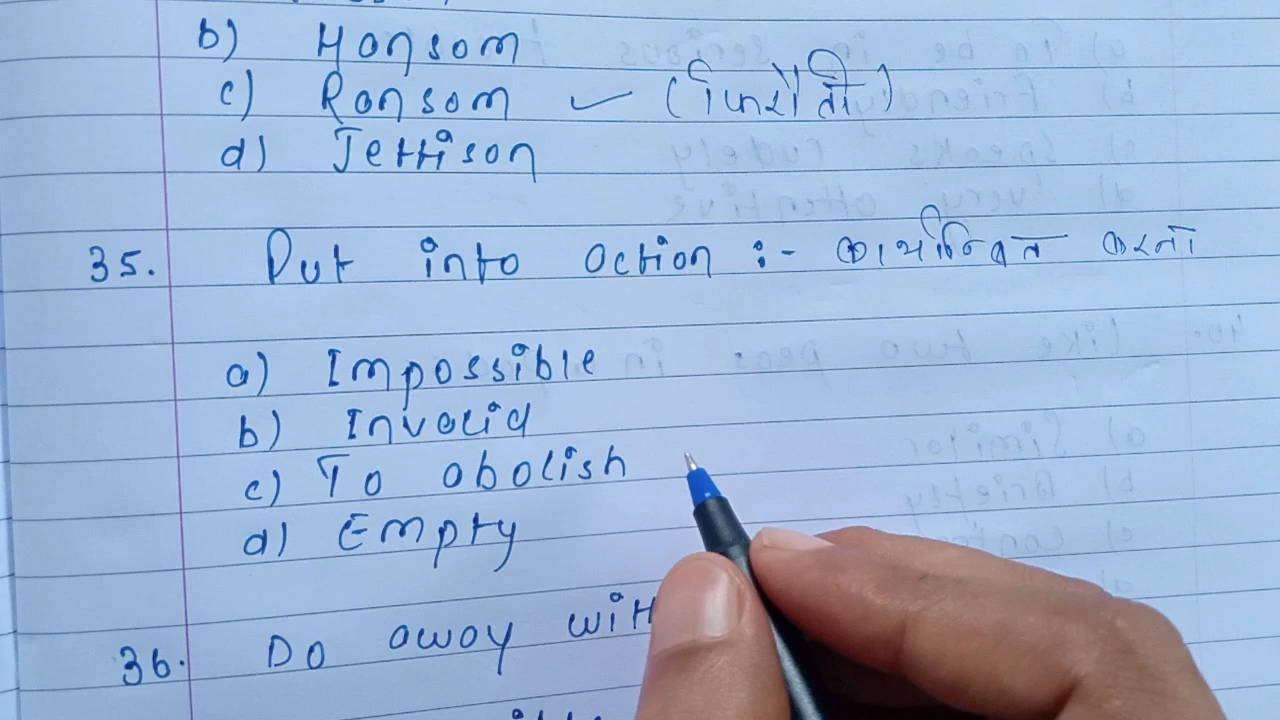 b) Hansom
c) Ransom ✓ (फिरौती)
d) Jettison
35. Put into action :- कार्यान्वित करना
a) Impossible
b) Invalid
c) To abolish
d) Empty
36. Do away with